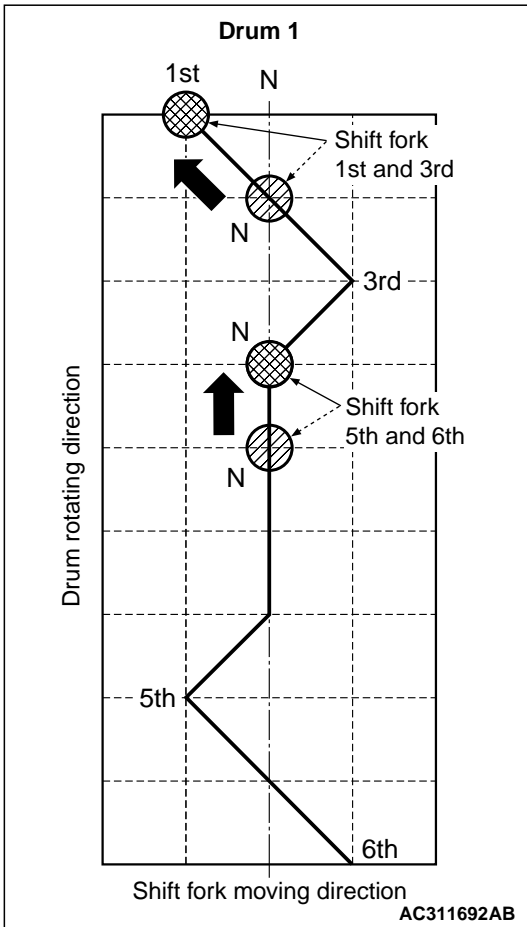 Drum 1
1st
N
Shift fork
1st and 3rd
N
3rd
N
Shift fork
5th and 6th
N
Drum rotating direction
5th
6th
Shift fork moving direction
AC311692AB